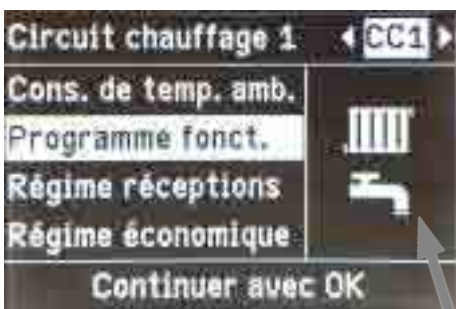 Circuit chauffage 1 CC1
Cons. de temp. amb.
Programme fonct.
Régime réceptions
Régime économique
Continuer avec OK